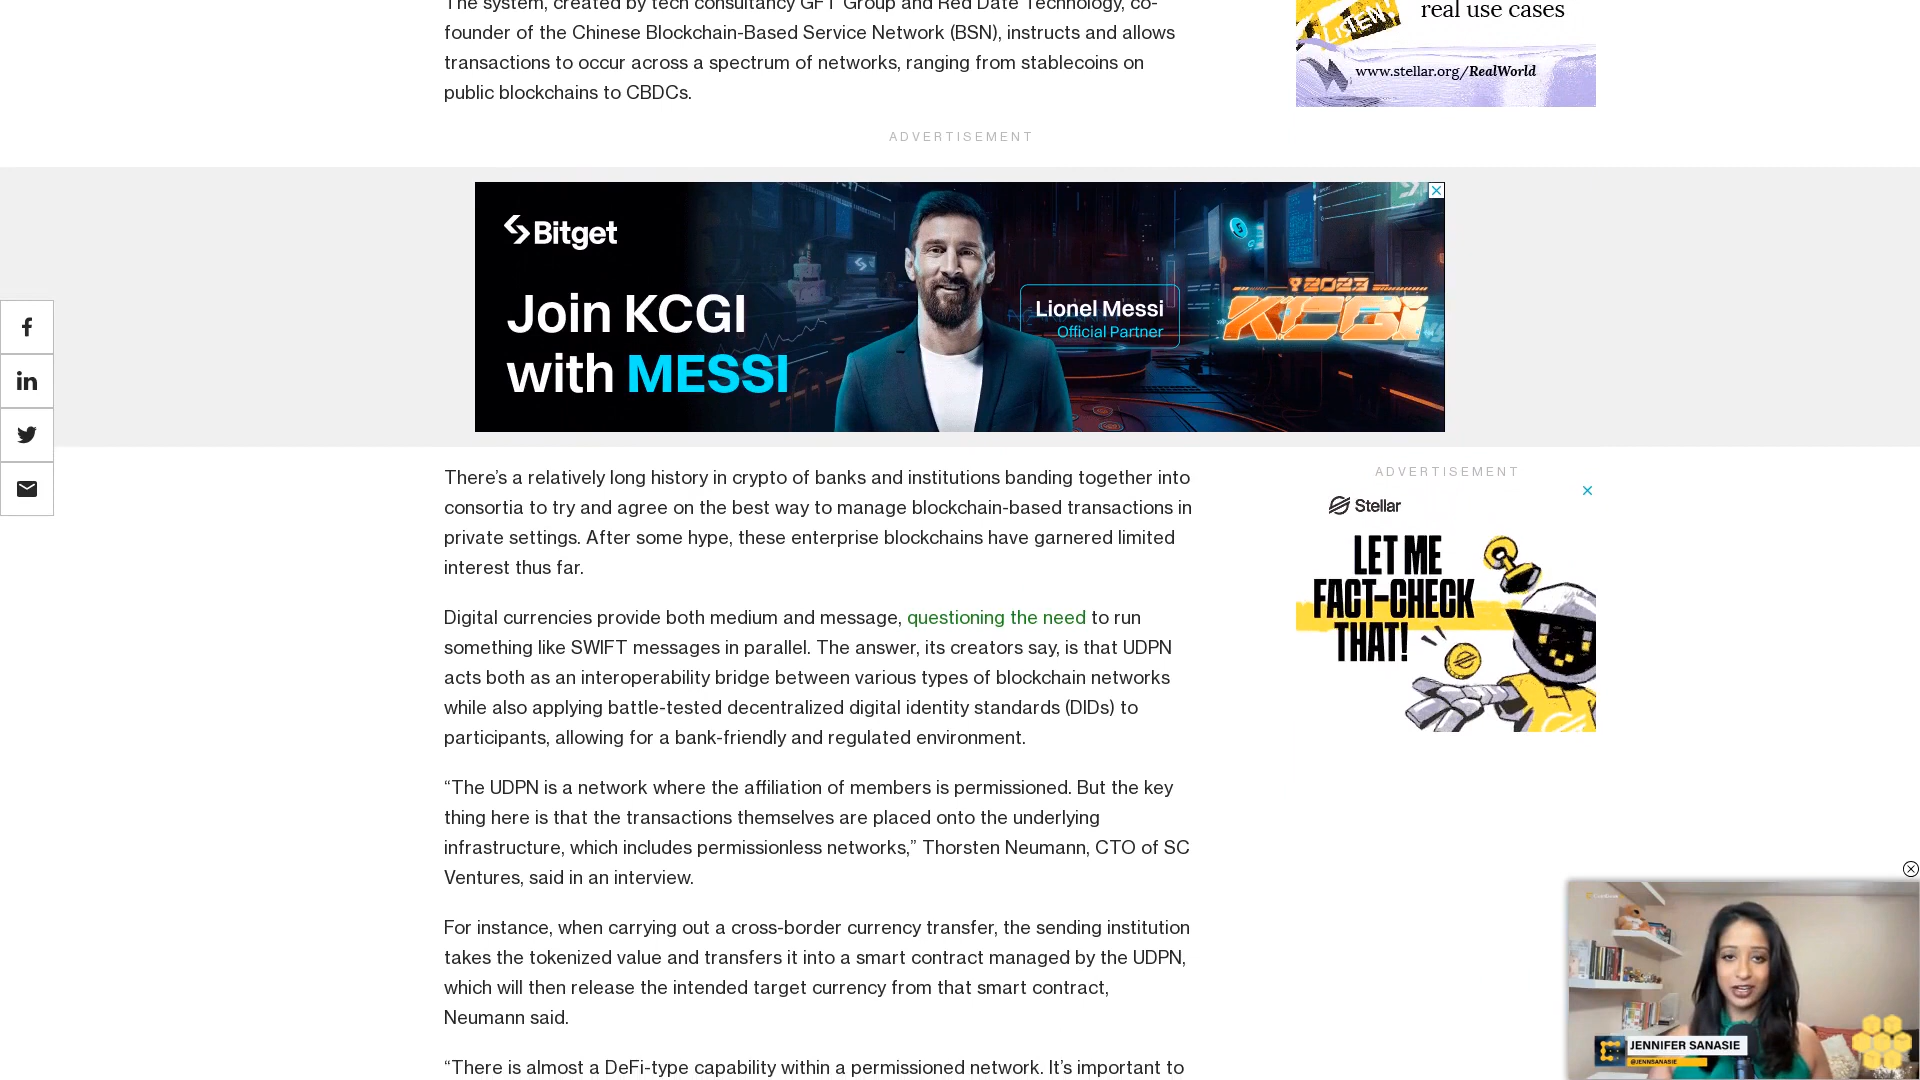 The system, created by tech consultancy GFT Group and Red Date Technology, co-
founder of the Chinese Blockchain-Based Service Network (BSN), instructs and allows
transactions to occur across a spectrum of networks, ranging from stablecoins on
public blockchains to CBDCs.
LISTEN!
real use cases
www.stellar.org/RealWorld
ADVERTISEMENT
Bitget
Join KCGI
with MESSI
Lionel Messi
Official Partner
Y2023
KCGI
There’s a relatively long history in crypto of banks and institutions banding together into
consortia to try and agree on the best way to manage blockchain-based transactions in
private settings. After some hype, these enterprise blockchains have garnered limited
interest thus far.
Digital currencies provide both medium and message, questioning the need to run
something like SWIFT messages in parallel. The answer, its creators say, is that UDPN
acts both as an interoperability bridge between various types of blockchain networks
while also applying battle-tested decentralized digital identity standards (DIDs) to
participants, allowing for a bank-friendly and regulated environment.
“The UDPN is a network where the affiliation of members is permissioned. But the key
thing here is that the transactions themselves are placed onto the underlying
infrastructure, which includes permissionless networks,” Thorsten Neumann, CTO of SC
Ventures, said in an interview.
For instance, when carrying out a cross-border currency transfer, the sending institution
takes the tokenized value and transfers it into a smart contract managed by the UDPN,
which will then release the intended target currency from that smart contract,
Neumann said.
“There is almost a DeFi-type capability within a permissioned network. It’s important to
ADVERTISEMENT
Stellar
LET ME
FACT-CHECK
THAT!
JENNIFER SANASIE
@JENNSANASIE